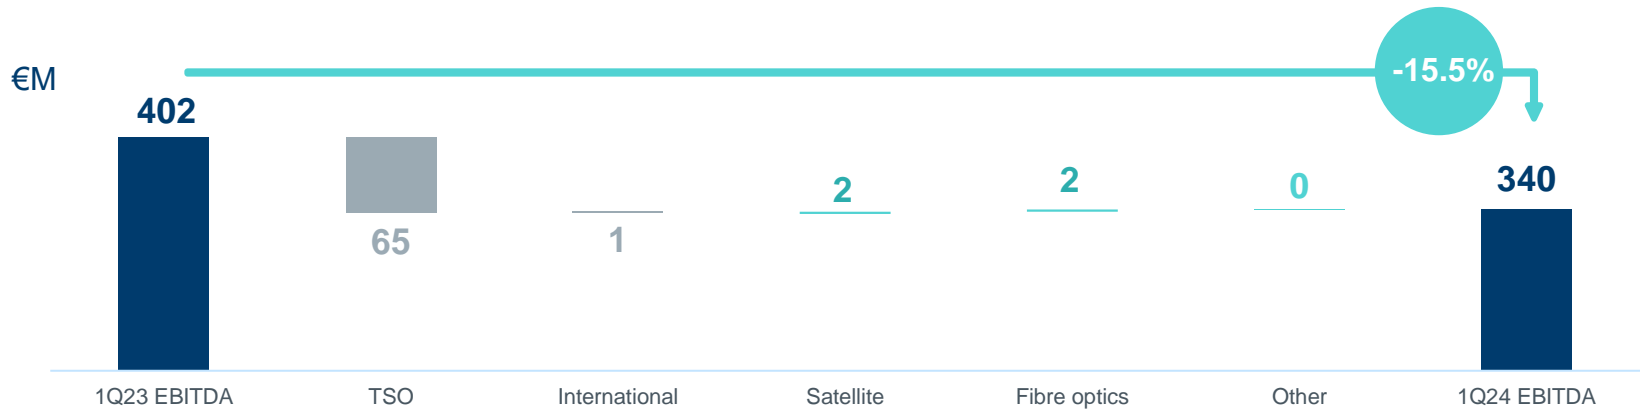 €M
-15.5%
402
65
1
2
2
0
340
1Q23 EBITDA
TSO
International
Satellite
Fibre optics
Other
1Q24 EBITDA